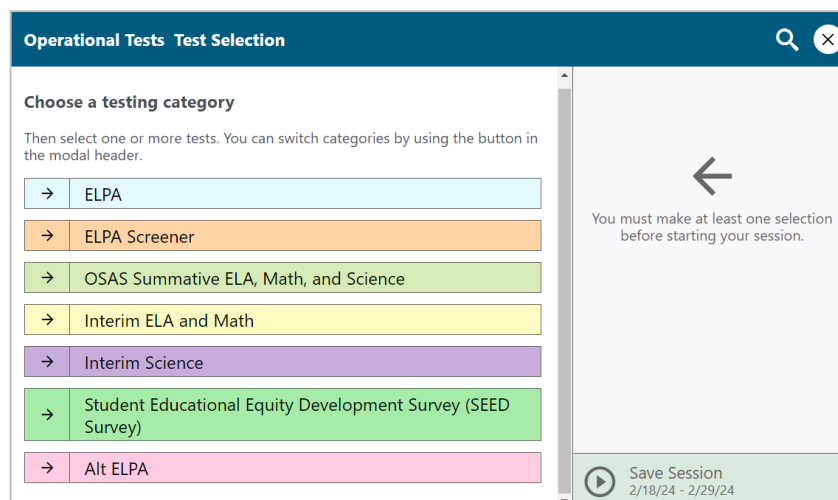 Operational Tests  Test Selection
Choose a testing category
Then select one or more tests. You can switch categories by using the button in
the modal header.
ELPA
ELPA Screener
OSAS Summative ELA, Math, and Science
Interim ELA and Math
Interim Science
Student Educational Equity Development Survey (SEED
Survey)
Alt ELPA
You must make at least one selection
before starting your session.
Save Session
2/18/24 - 2/29/24